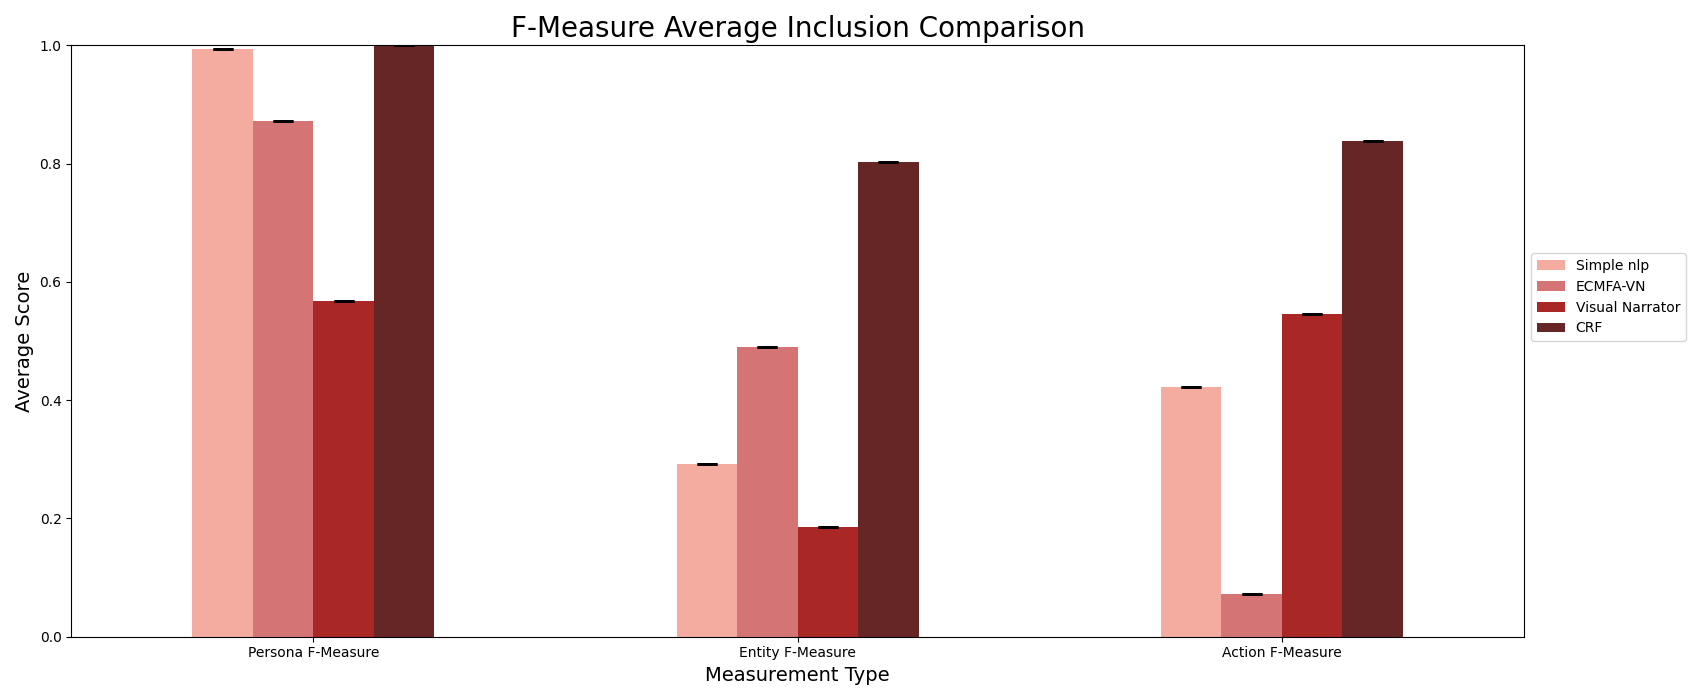 F-Measure Average Inclusion Comparison
Average Score
1.0
0.8
0.6
0.4
0.2
0.0
Persona F-Measure
Entity F-Measure
Action F-Measure
Measurement Type
Simple nlp
ECMFA-VN
Visual Narrator
CRF